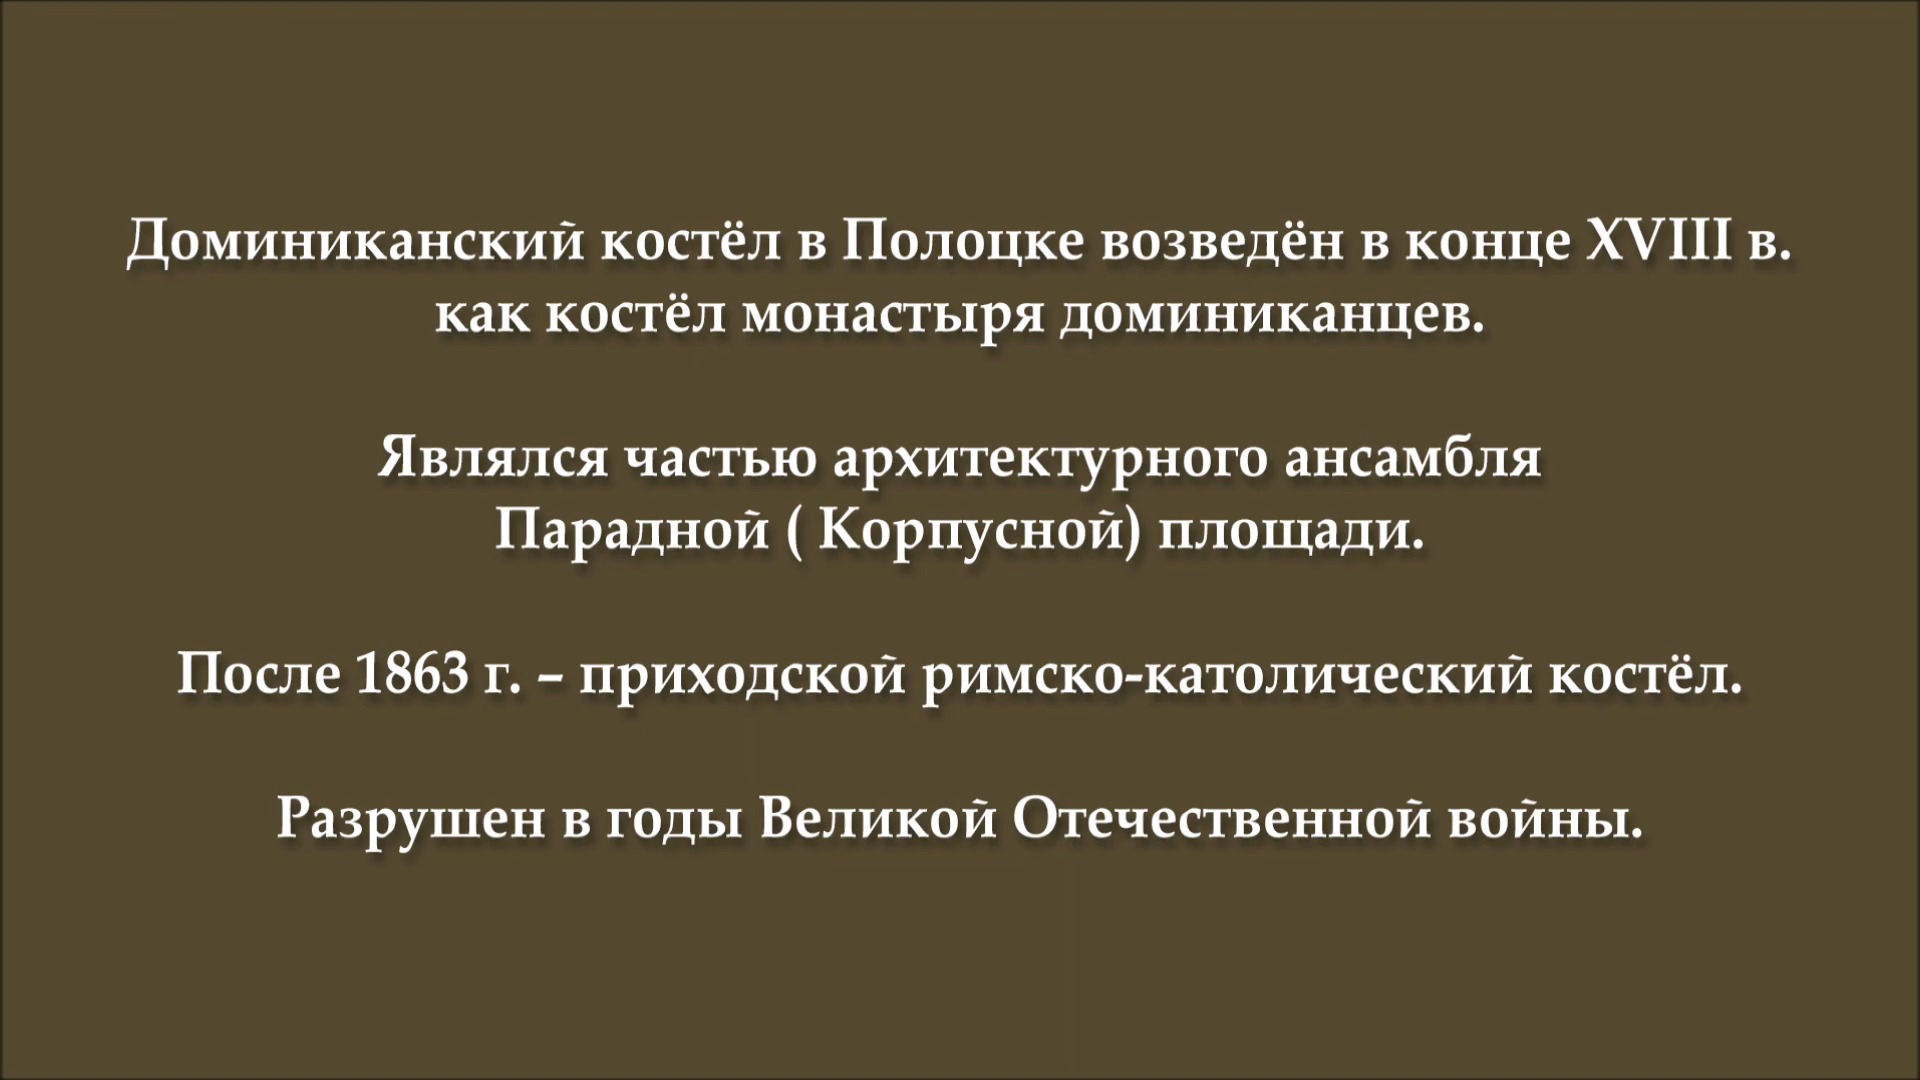 Доминиканский костёл в Полоцке возведён в конце XVIII в.
как костёл монастыря доминиканцев.
Являлся частью архитектурного ансамбля
Парадной ( Корпусной) площади.
После 1863 г. – приходской римско-католический костёл.
Разрушен в годы Великой Отечественной войны.